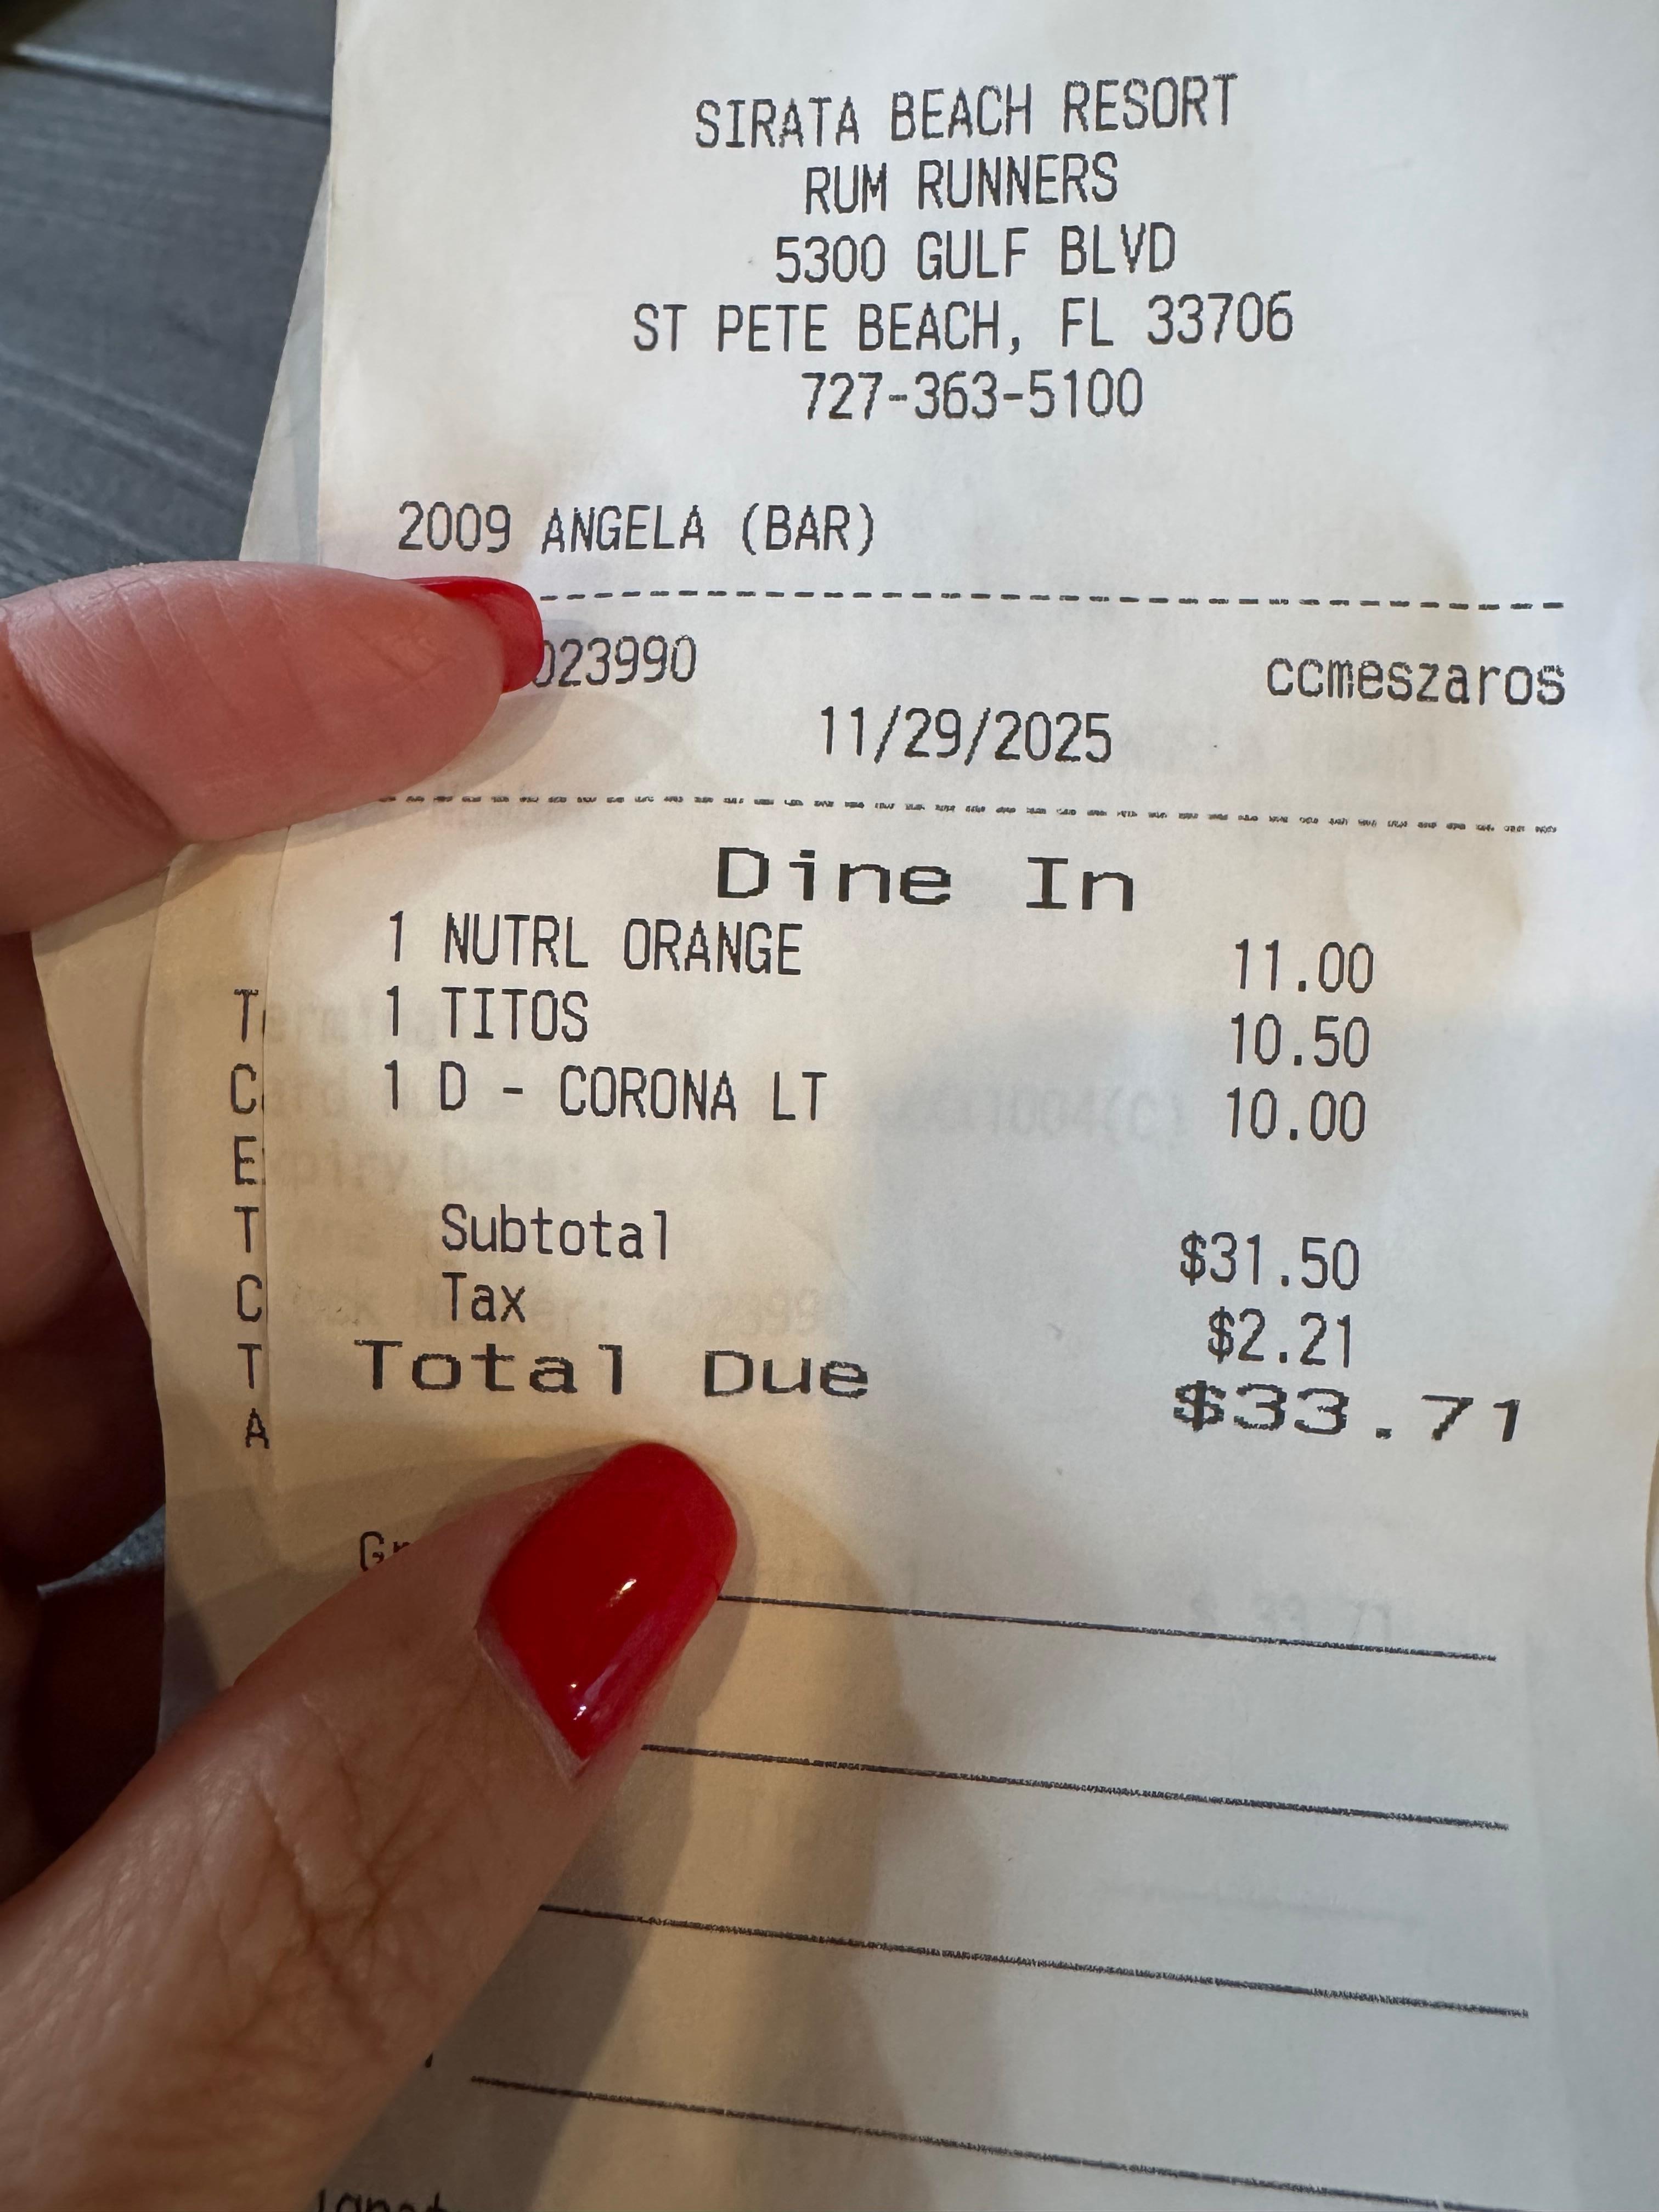 SIRATA BEACH RESORT
RUM RUNNERS
5300 GULF BLVD
ST PETE BEACH, FL 33706
727-363-5100
2009 ANGELA (BAR)
023990 ccmeszaros
11/29/2025
Dine In
1 NUTRL ORANGE 11.00
1 TITOS 10.50
1 D - CORONA LT 10.00
Subtotal $31.50
Tax $2.21
Total Due $33.71
T
C
E
T
C
T
A